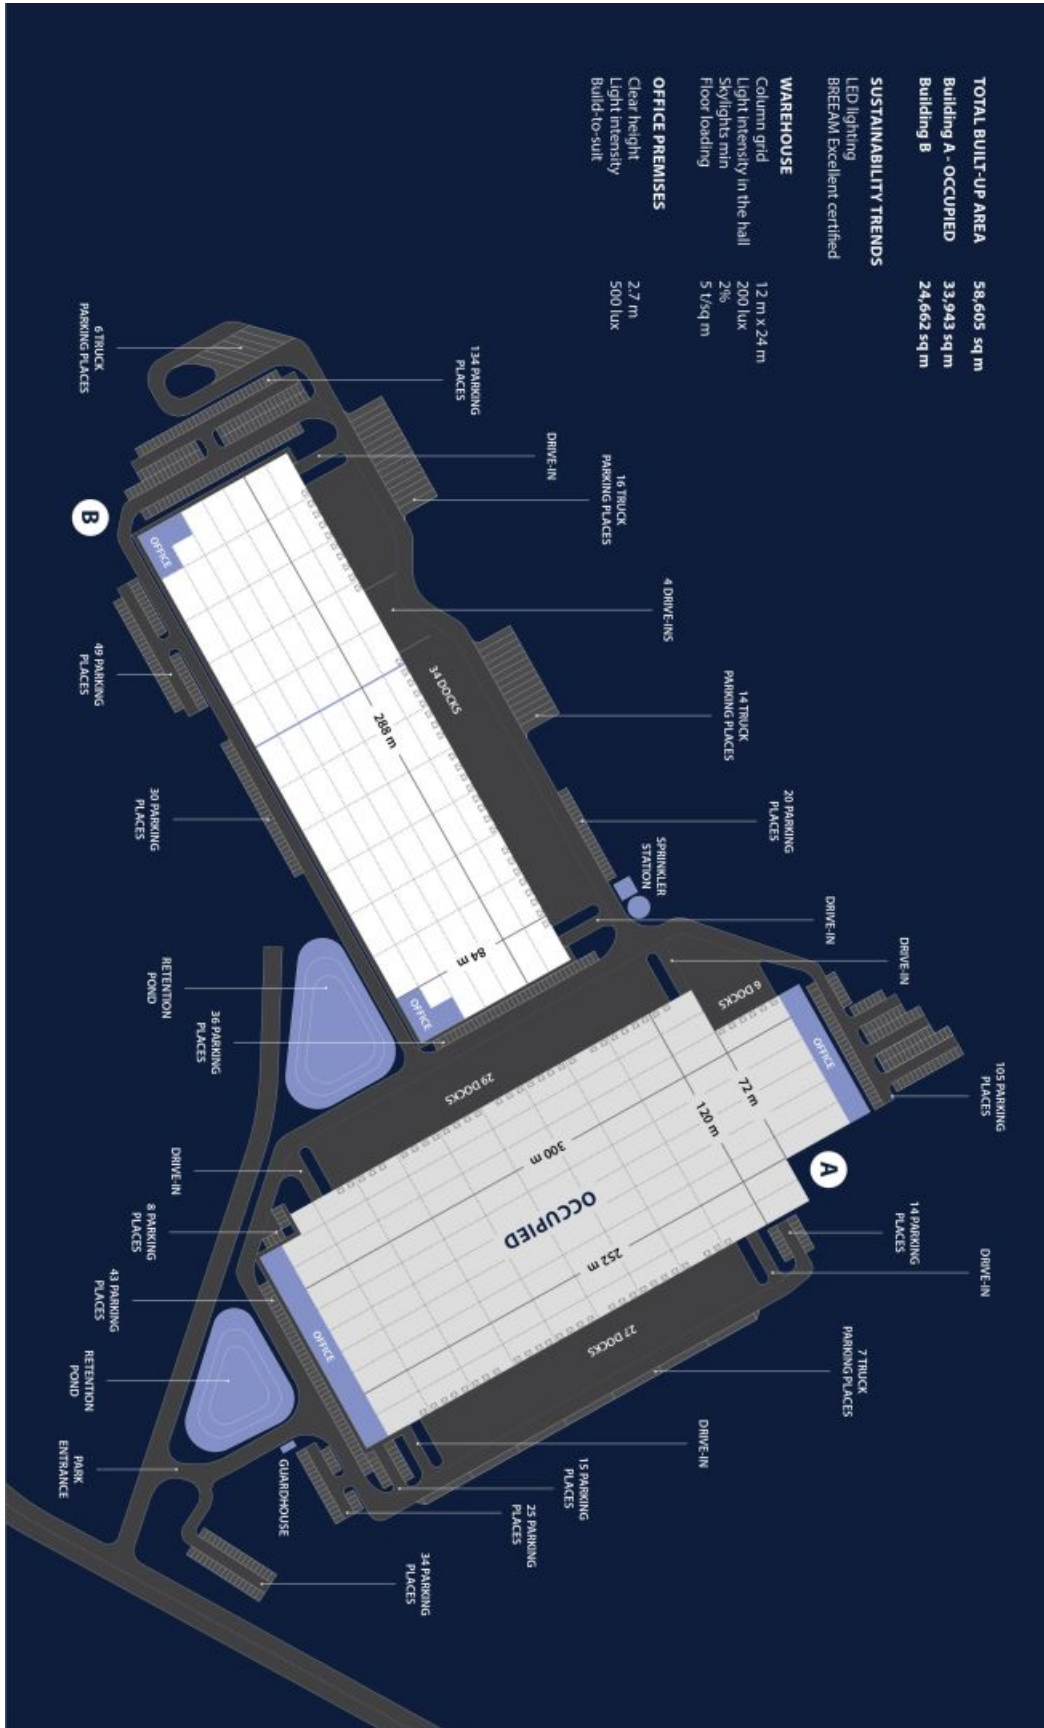 TOTAL BUILT-UP AREA 58,605 sq m
Building A - OCCUPIED 33,943 sq m
Building B 24,662 sq m
SUSTAINABILITY TRENDS
LED lighting
BREEAM Excellent certified
WAREHOUSE
Column grid 12 m x 24 m
Light intensity in the hall 200 lux
Skylights min 2%
Floor loading 5 t/sq m
OFFICE PREMISES
Clear height 2.7 m
Light intensity 500 lux
Build-to-suit
105 PARKING
PLACES
DRIVE-IN
DRIVE-IN
14 PARKING
PLACES
DRIVE-IN
7 TRUCK
PARKING PLACES
20 PARKING
PLACES
SPRINKLER
STATION
14 TRUCK
PARKING PLACES
4 DRIVE-INS
16 TRUCK
PARKING PLACES
DRIVE-IN
134 PARKING
PLACES
6 TRUCK
PARKING PLACES
34 DOCKS
288 m
84 m
OFFICE
OFFICE
B
6 DOCKS
OFFICE
72 m
120 m
A
29 DOCKS
300 m
OCCUPIED
252 m
27 DOCKS
OFFICE
DRIVE-IN
15 PARKING
PLACES
25 PARKING
PLACES
34 PARKING
PLACES
GUARDHOUSE
49 PARKING
PLACES
30 PARKING
PLACES
RETENTION
POND
36 PARKING
PLACES
DRIVE-IN
8 PARKING
PLACES
43 PARKING
PLACES
RETENTION
POND
PARK
ENTRANCE